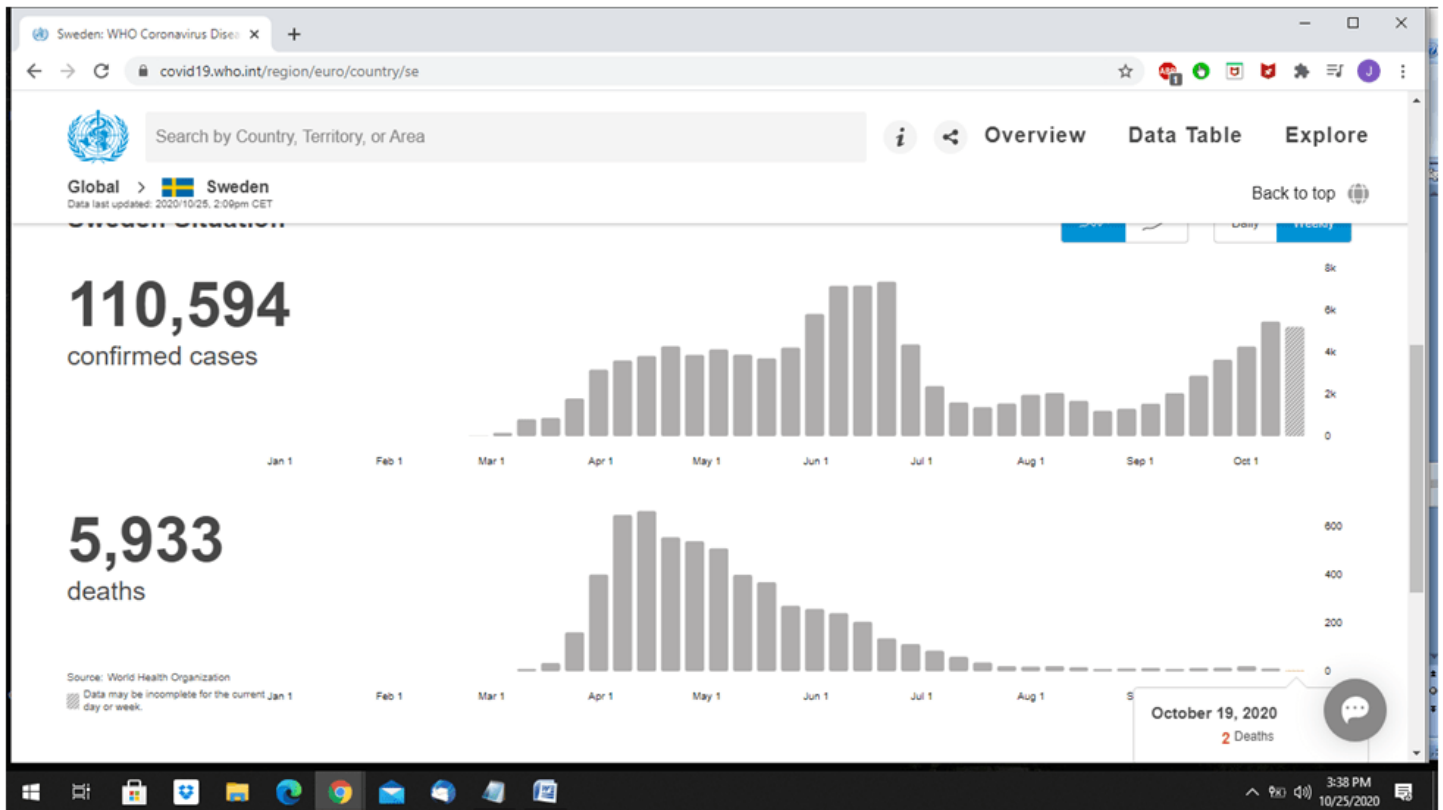 Sweden: WHO Coronavirus Disea
covid19.who.int/region/euro/country/se
1
J
Search by Country, Territory, or Area
i
Overview
Data Table
Explore
Global > Sweden
Data last updated: 2020/10/25, 2:09pm CET
Back to top
Sweden Situation
Daily
Weekly
110,594
confirmed cases
8k
6k
4k
2k
0
Jan 1
Feb 1
Mar 1
Apr 1
May 1
Jun 1
Jul 1
Aug 1
Sep 1
Oct 1
5,933
deaths
600
400
200
0
Source: World Health Organization
Data may be incomplete for the current
day or week.
Jan 1
Feb 1
Mar 1
Apr 1
May 1
Jun 1
Jul 1
Aug 1
S
October 19, 2020
2 Deaths
3:38 PM
10/25/2020